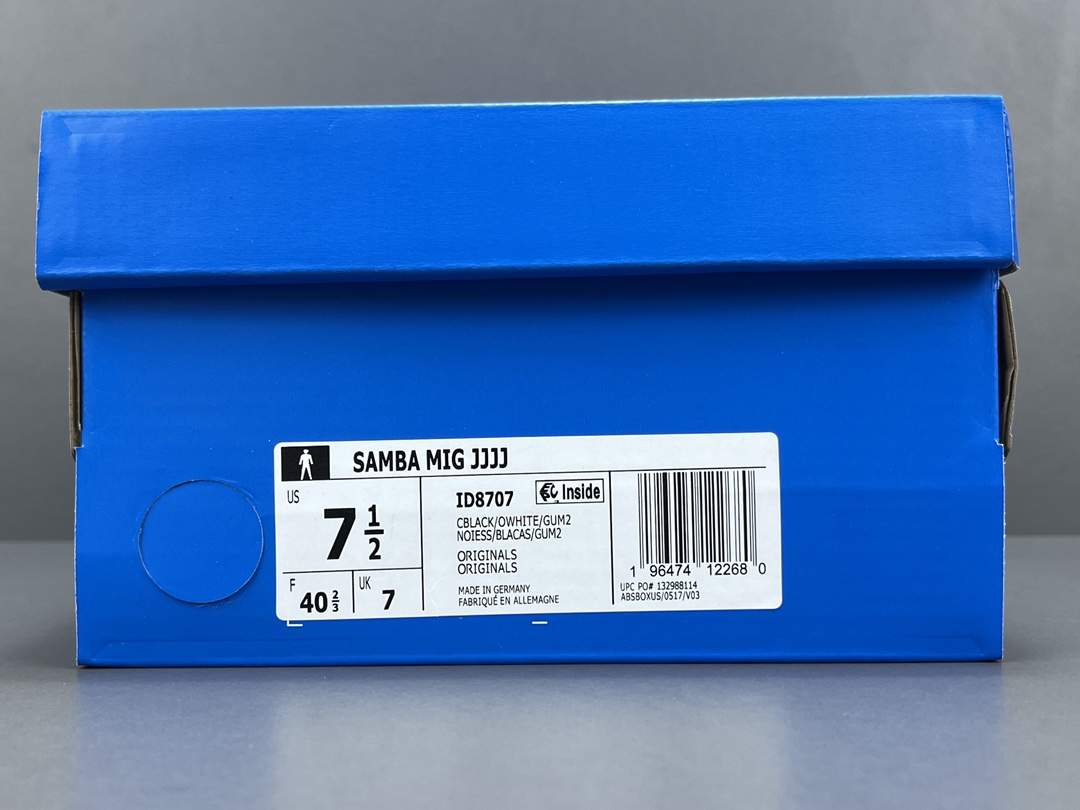 SAMBA MIG JJJJ
US
7 1/2
F
40 2/3
UK
7
ID8707
Inside
CBLACK/OWHITE/GUM2
NOIESS/BLACAS/GUM2
ORIGINALS
ORIGINALS
MADE IN GERMANY
FABRIQUÉ EN ALLEMAGNE
1 96474 12268 0
UPC PO# 132988114
ABSBOXUS/0517/V03